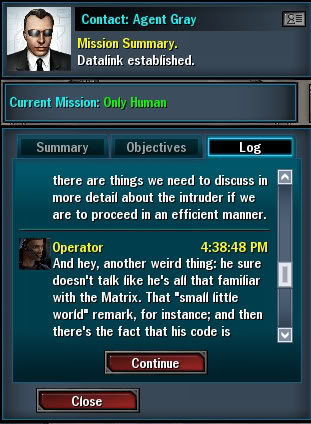 Contact: Agent Gray
Mission Summary.
Datalink established.
Current Mission: Only Human
Summary
Objectives
Log
there are things we need to discuss in
more detail about the intruder if we
are to proceed in an efficient manner.
Operator 4:38:48 PM
And hey, another weird thing: he sure
doesn't talk like he's all that familiar
with the Matrix. That "small little
world" remark, for instance; and then
there's the fact that his code is
Continue
Close